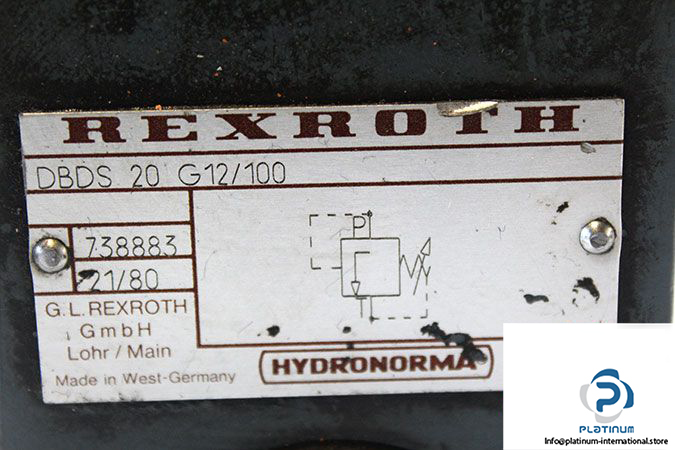 REXROTH
DBDS 20 G12/100
738883
21/80
G.L.REXROTH
GmbH
Lohr / Main
Made in West-Germany
P
T
HYDRONORMA
P
PLATINUM
Info@platinum-international.store